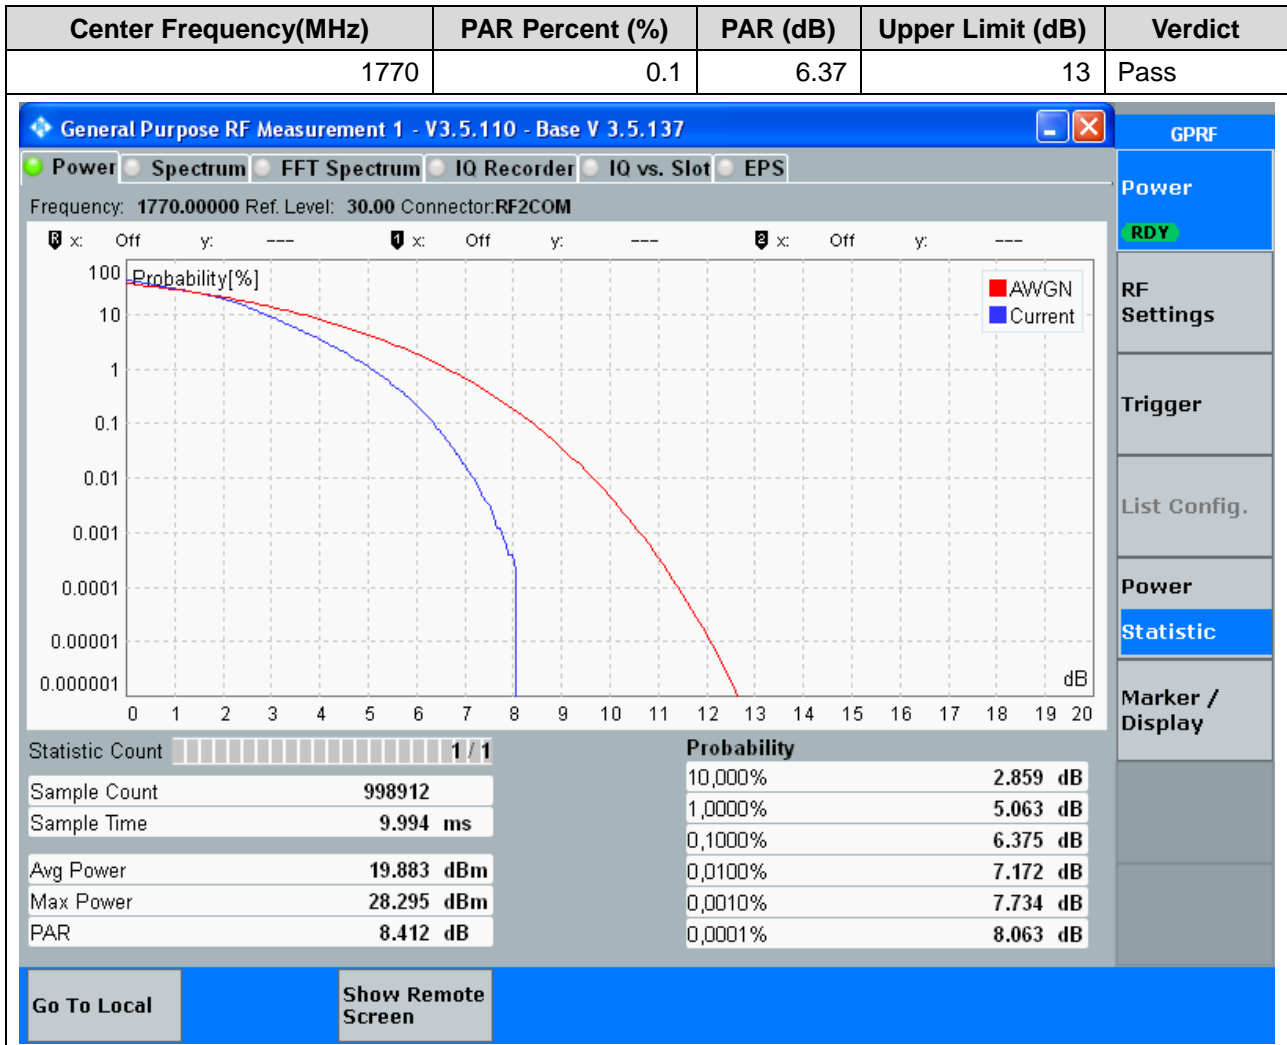 Center Frequency(MHz) PAR Percent (%) PAR (dB) Upper Limit (dB) Verdict
1770 0.1 6.37 13 Pass
General Purpose RF Measurement 1 - V3.5.110 - Base V 3.5.137
GPRF
Power Spectrum FFT Spectrum IQ Recorder IQ vs. Slot EPS
Power
RDY
Frequency: 1770.00000 Ref. Level: 30.00 Connector:RF2COM
R x: Off y: --- 1 x: Off y: --- 2 x: Off y: ---
Probability[%]
100
10
1
0.1
0.01
0.001
0.0001
0.00001
0.000001
AWGN
Current
dB
0 1 2 3 4 5 6 7 8 9 10 11 12 13 14 15 16 17 18 19 20
RF
Settings
Trigger
List Config.
Power
Statistic
Marker /
Display
Statistic Count 1 / 1
Sample Count 998912
Sample Time 9.994 ms
Avg Power 19.883 dBm
Max Power 28.295 dBm
PAR 8.412 dB
Probability
10,000% 2.859 dB
1,0000% 5.063 dB
0,1000% 6.375 dB
0,0100% 7.172 dB
0,0010% 7.734 dB
0,0001% 8.063 dB
Go To Local
Show Remote
Screen